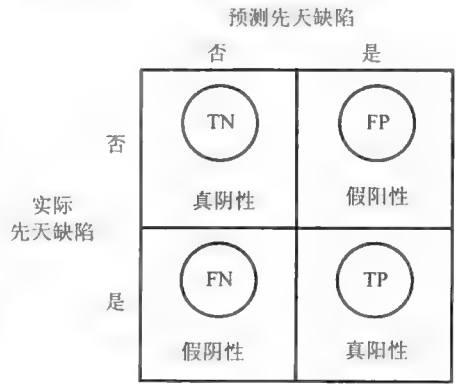 预测先天缺陷
否 是
否
TN FP
真阴性 假阳性
实际
先天缺陷
是
FN TP
假阴性 真阳性